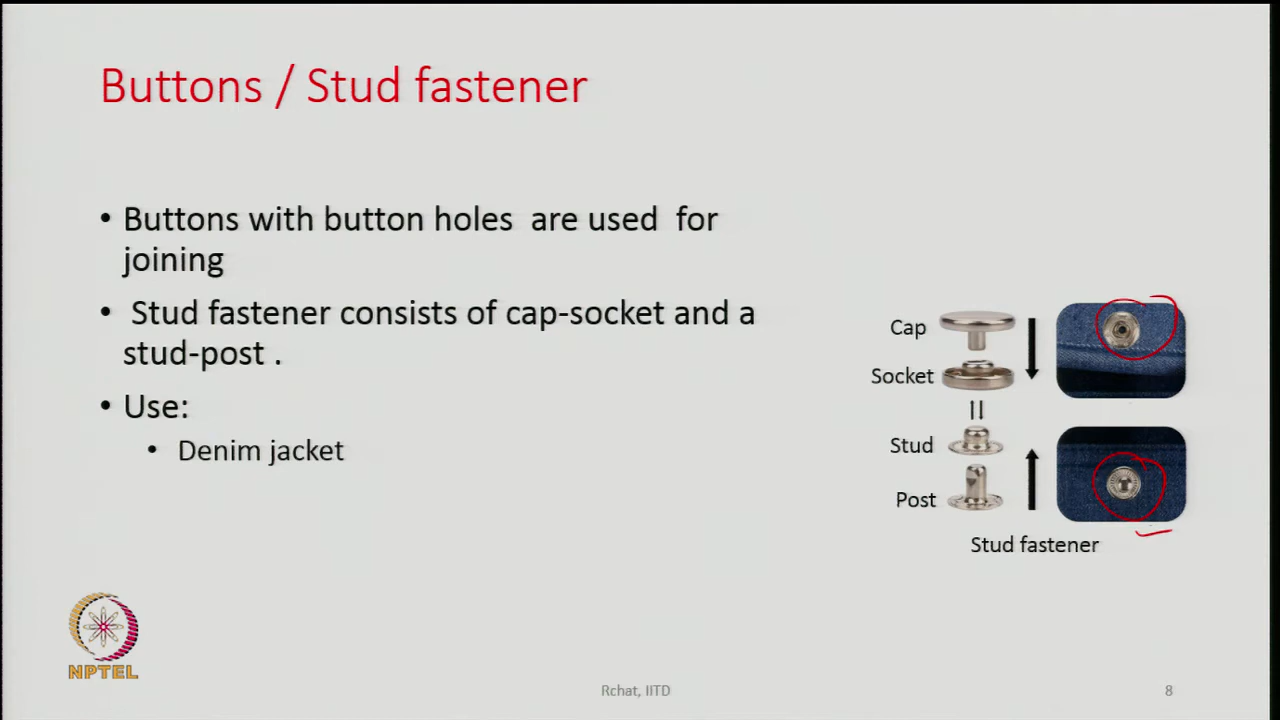 Buttons / Stud fastener
• Buttons with button holes are used for
joining
• Stud fastener consists of cap-socket and a
stud-post .
• Use:
• Denim jacket
Cap
Socket
Stud
Post
Stud fastener
NPTEL
Rchat, IITD
8